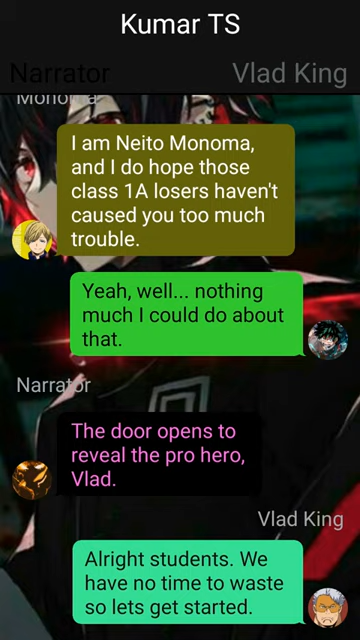 Kumar TS
Narrator
Vlad King
Monoma
I am Neito Monoma,
and I do hope those
class 1A losers haven't
caused you too much
trouble.
Yeah, well... nothing
much I could do about
that.
Narrator
The door opens to
reveal the pro hero,
Vlad.
Vlad King
Alright students. We
have no time to waste
so lets get started.